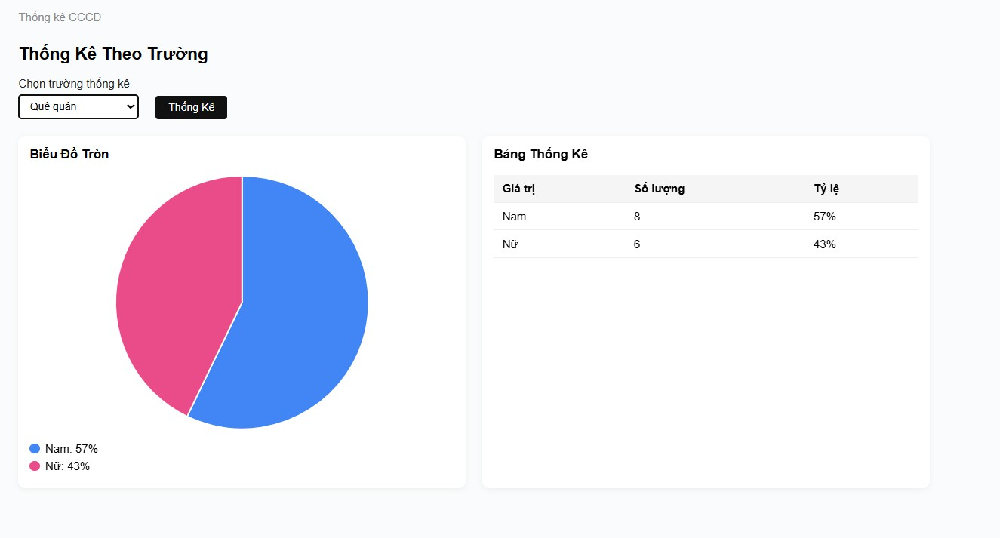 Thống kê CCCD
Thống Kê Theo Trường
Chọn trường thống kê
Quê quán
Thống Kê
Biểu Đồ Tròn
Nam: 57%
Nữ: 43%
Bảng Thống Kê
Giá trị Số lượng Tỷ lệ
Nam 8 57%
Nữ 6 43%